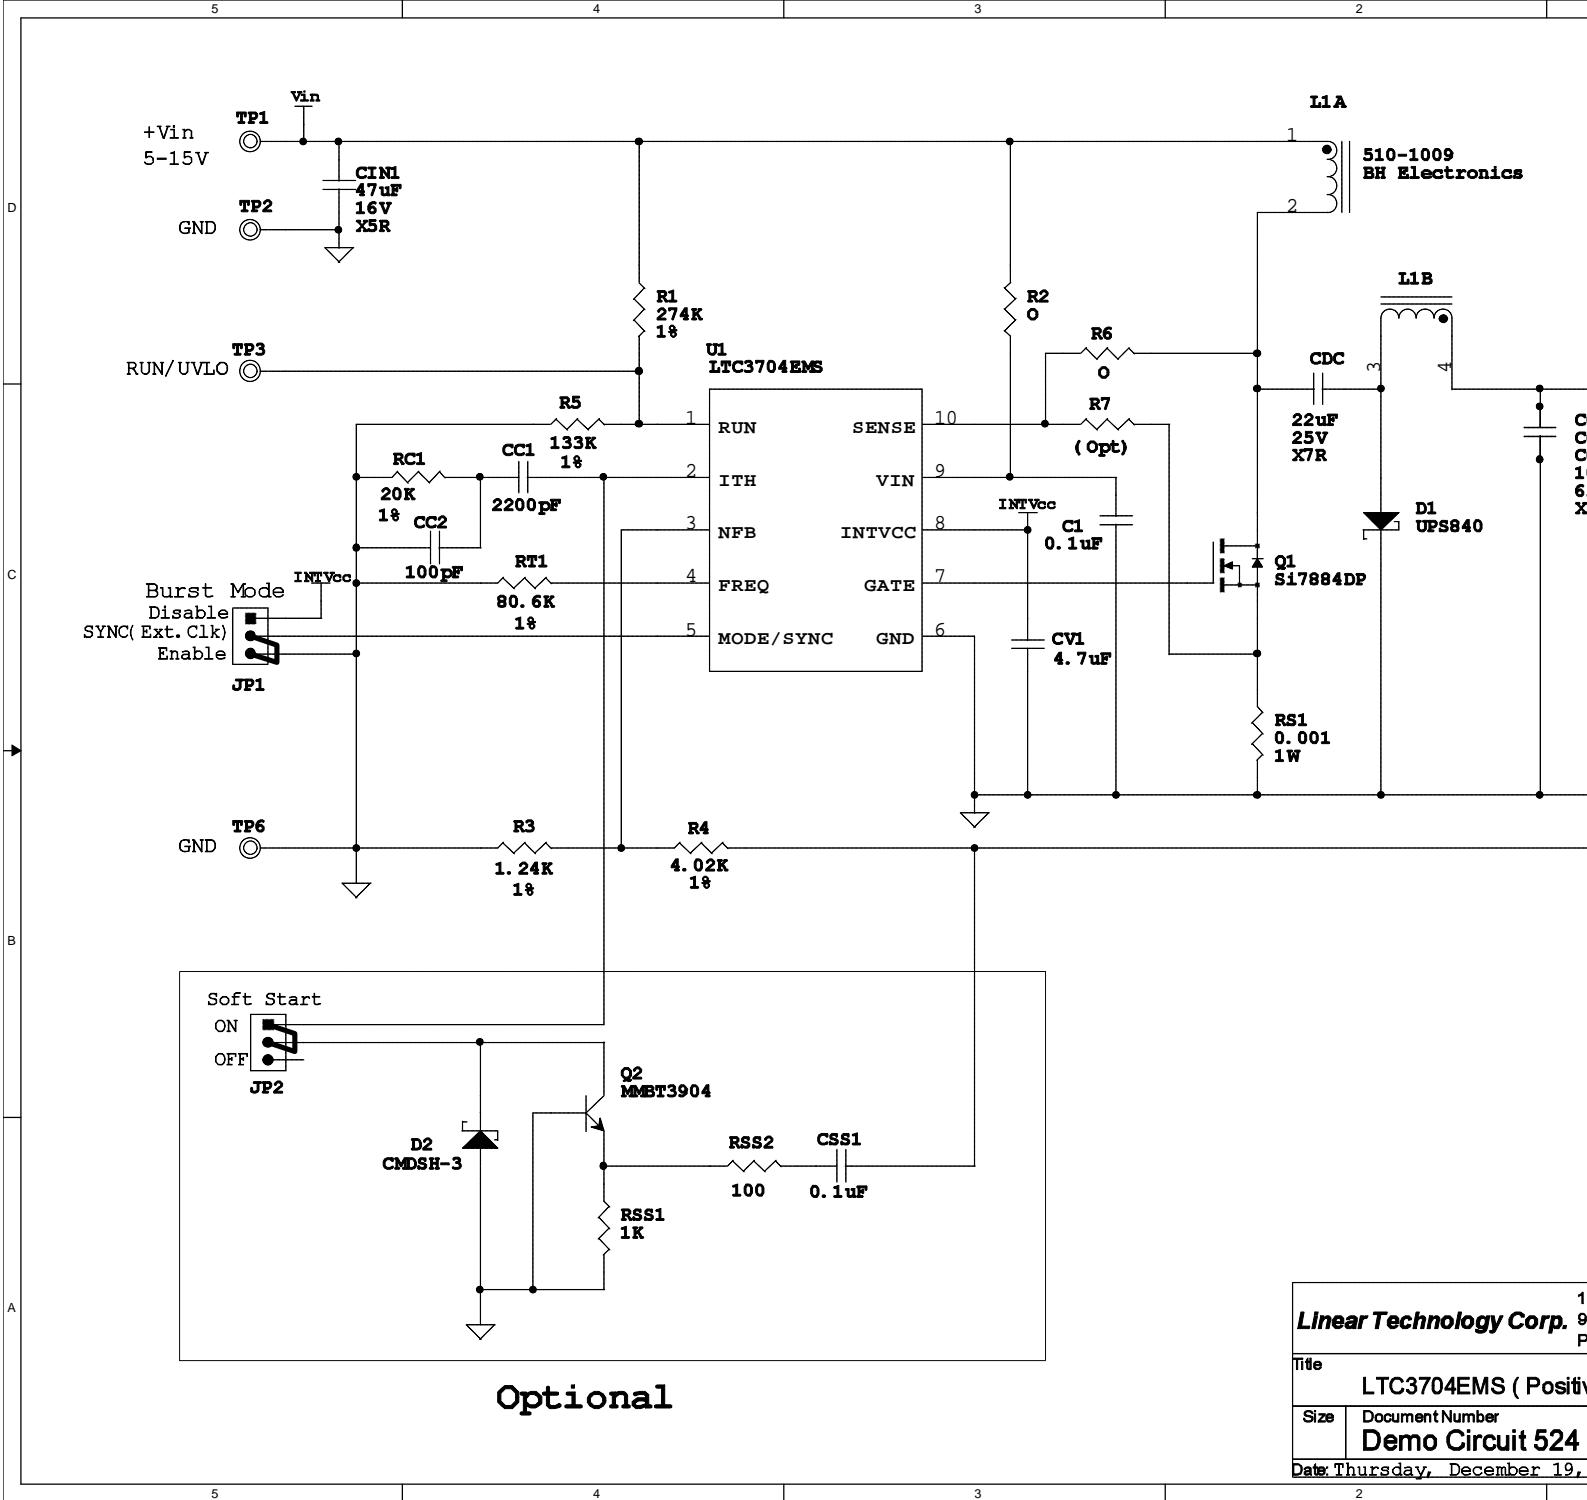 5 4 3 2
D
C
B
A
Vin
TP1
+Vin
5-15V
CIN1
47uF
16V
X5R
TP2
GND
L1A
1
2
510-1009
BH Electronics
R1
274K
1%
R2
0
L1B
3
4
TP3
RUN/UVLO
U1
LTC3704EMS
R6
0
CDC
22uF
25V
X7R
R5
133K
1%
R7
(Opt)
RC1
20K
1%
CC1
2200pF
CC2
100pF
1 RUN
2 ITH
3 NFB
4 FREQ
5 MODE/SYNC
SENSE 10
VIN 9
INTVCC 8
GATE 7
GND 6
INTVcc
C1
0.1uF
D1
UPS840
Q1
Si7884DP
RT1
80.6K
1%
INTVcc
Burst Mode
Disable
SYNC(Ext.Clk)
Enable
JP1
CV1
4.7uF
RS1
0.001
1W
TP6
GND
R3
1.24K
1%
R4
4.02K
1%
Soft Start
ON
OFF
JP2
Q2
MMBT3904
D2
CMDSH-3
RSS2
100
CSS1
0.1uF
RSS1
1K
Optional
Linear Technology Corp.
Title
LTC3704EMS ( Positiv
Size
Document Number
Demo Circuit 524
Date: Thursday, December 19,
5 4 3 2